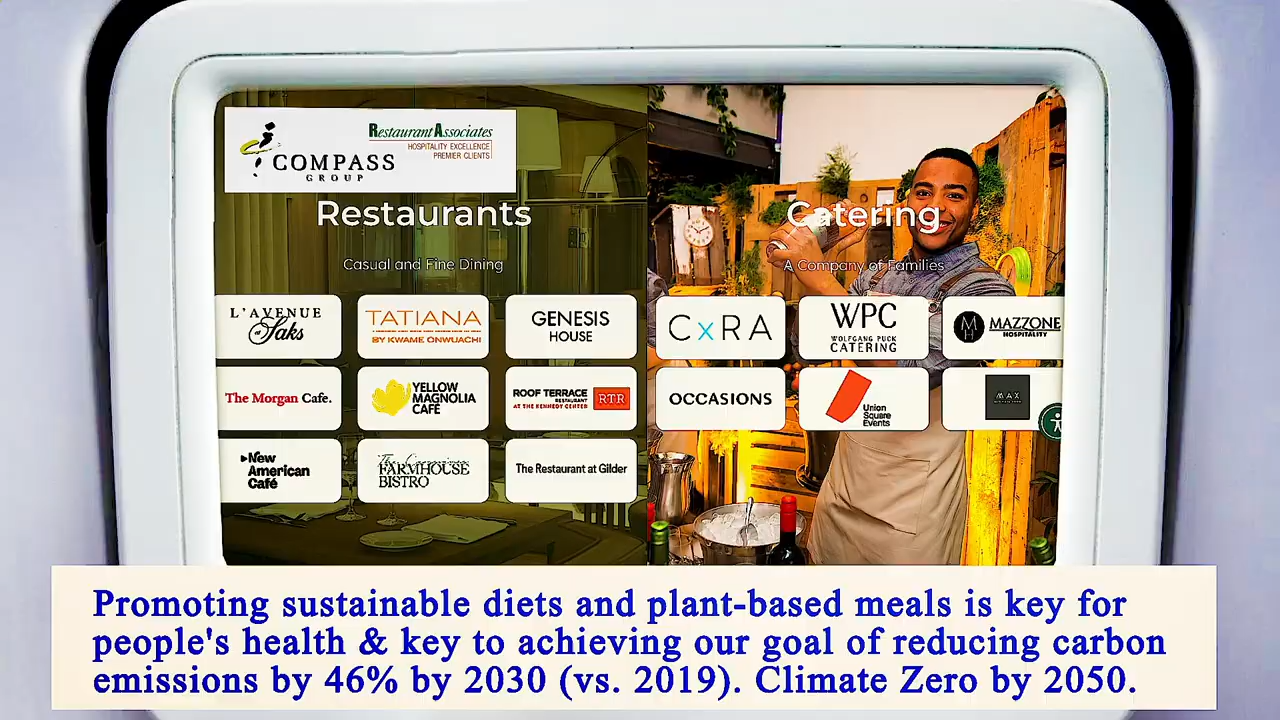 COMPASS
GROUP
Restaurant Associates
HOSPITALITY EXCELLENCE
PREMIER CLIENTS
Restaurants
Casual and Fine Dining
L'AVENUE
Saks
TATIANA
BY KWAME ONWUACHI
GENESIS
HOUSE
The Morgan Cafe.
YELLOW
MAGNOLIA
CAFÉ
ROOF TERRACE
RESTAURANT
AT THE KENNEDY CENTER
RTR
New
American
Café
FARMHOUSE
BISTRO
The Restaurant at Gilder
Catering
A Company of Families
CxRA
WPC
WOLFGANG PUCK
CATERING
MH
MAZZONE
HOSPITALITY
OCCASIONS
Union
Square
Events
MAX
Promoting sustainable diets and plant-based meals is key for
people's health & key to achieving our goal of reducing carbon
emissions by 46% by 2030 (vs. 2019). Climate Zero by 2050.